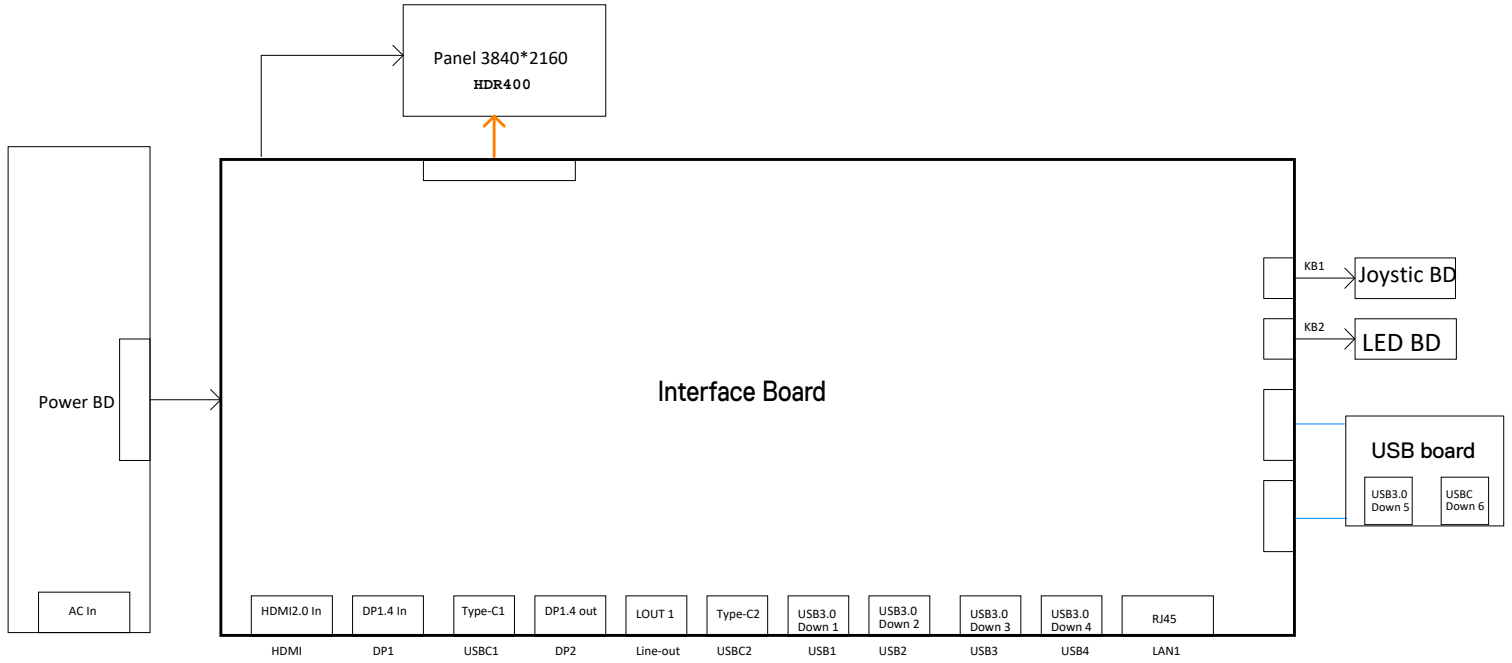 Panel 3840*2160
HDR400
KB1
Joystic BD
KB2
LED BD
Interface Board
Power BD
USB board
USB3.0
Down 5
USBC
Down 6
AC In
HDMI2.0 In
DP1.4 In
Type-C1
DP1.4 out
LOUT 1
Type-C2
USB3.0
Down 1
USB3.0
Down 2
USB3.0
Down 3
USB3.0
Down 4
RJ45
HDMI
DP1
USBC1
DP2
Line-out
USBC2
USB1
USB2
USB3
USB4
LAN1